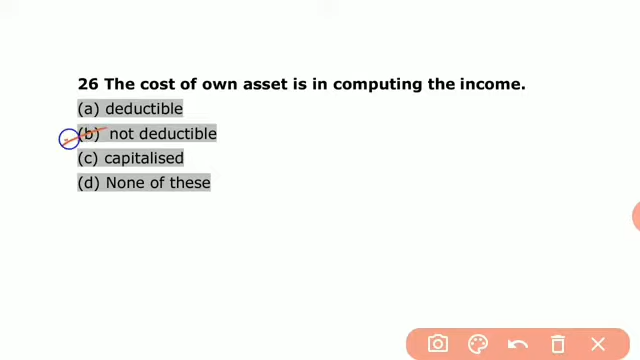 26 The cost of own asset is in computing the income.
(a) deductible
(b) not deductible
(c) capitalised
(d) None of these